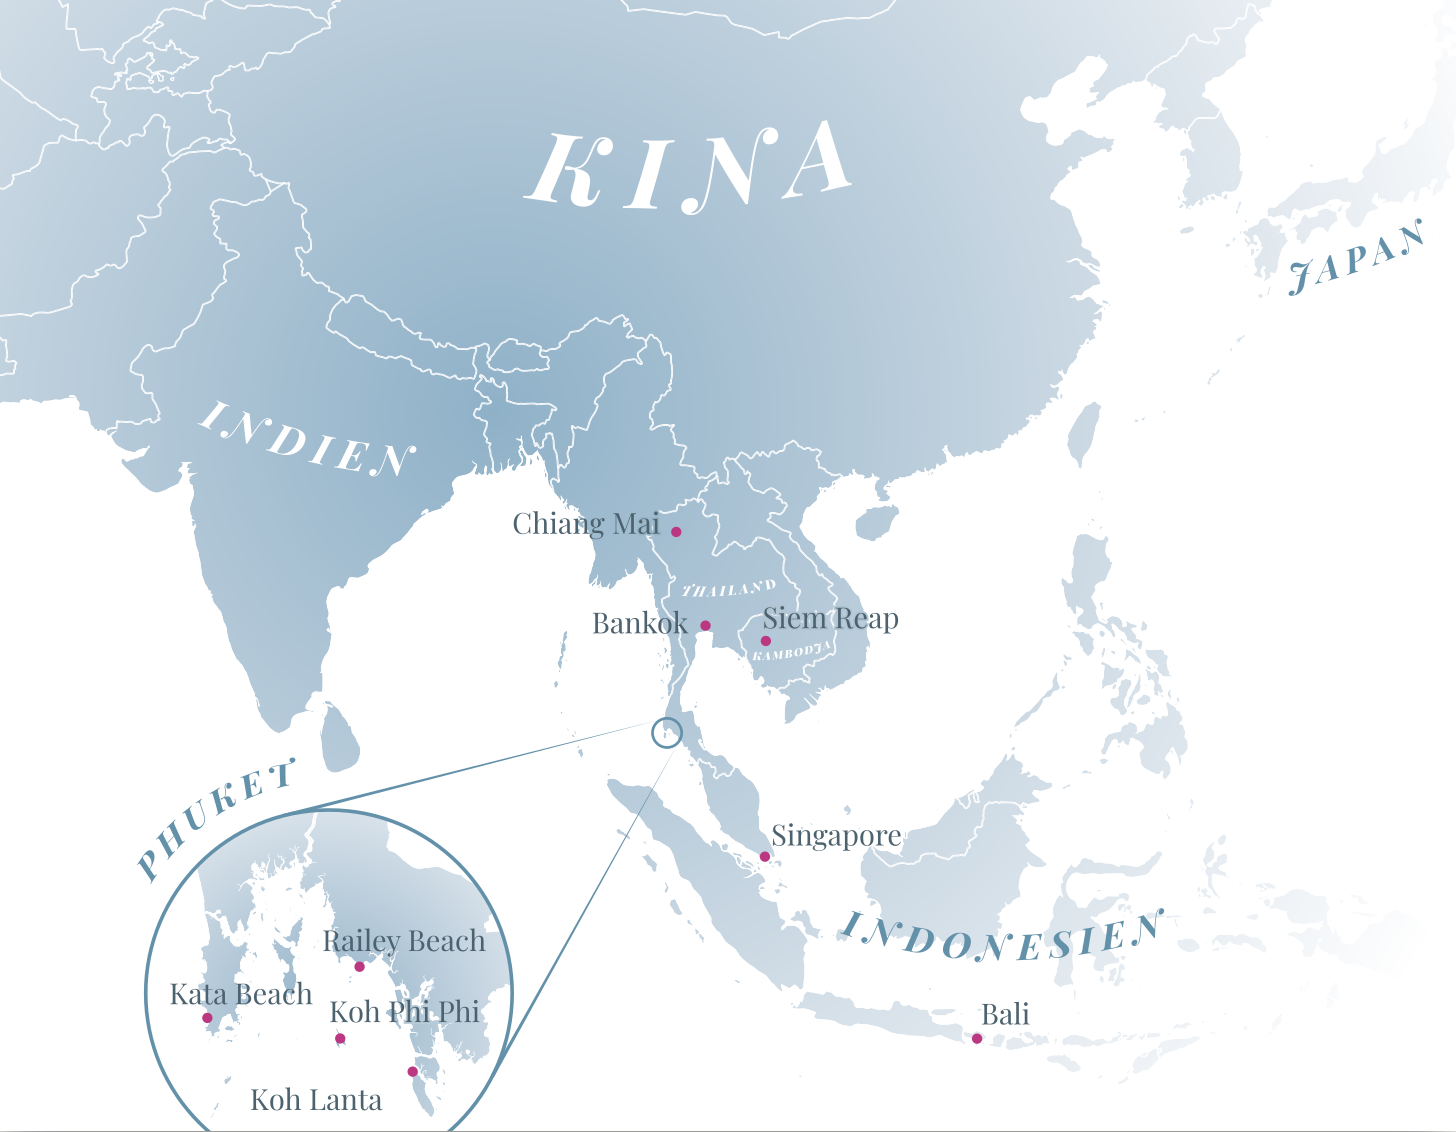 KINA
JAPAN
INDIEN
Chiang Mai
THAILAND
Bankok
Siem Reap
KAMBODJA
PHUKET
Singapore
INDONESIEN
Railey Beach
Kata Beach
Koh Phi Phi
Bali
Koh Lanta